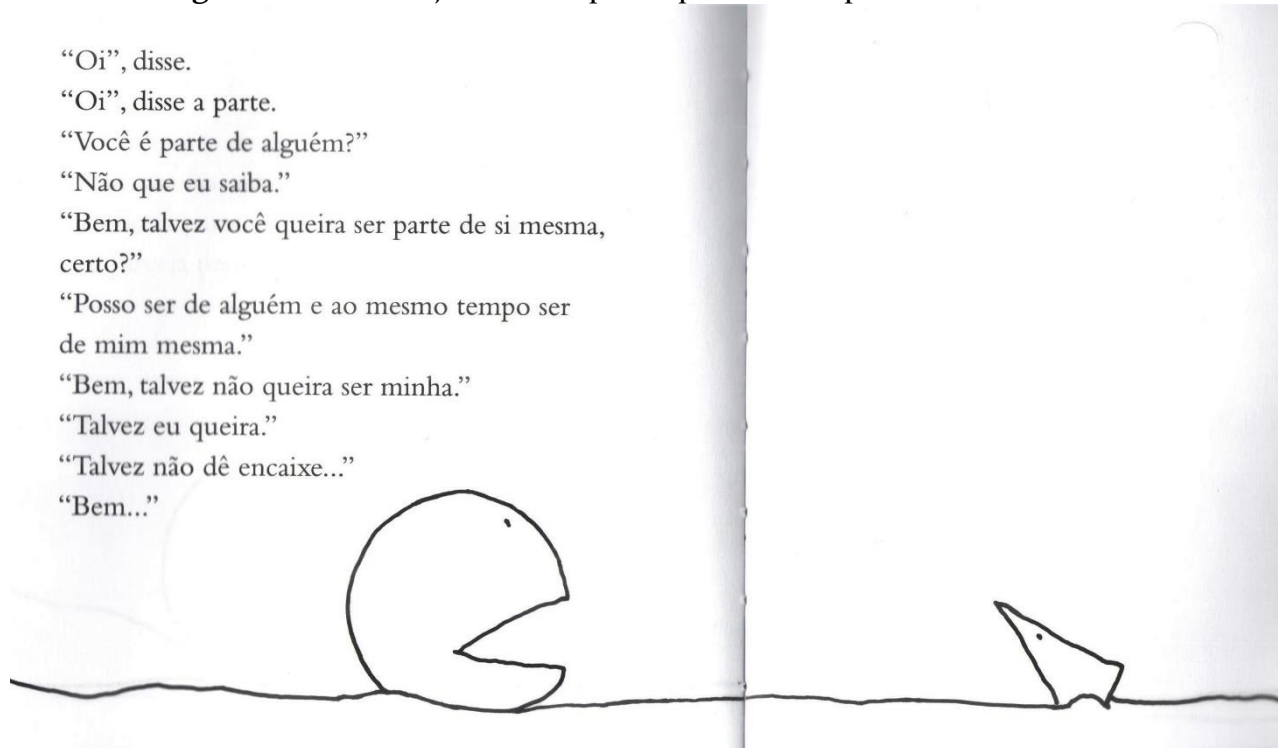 “Oi”, disse.
“Oi”, disse a parte.
“Você é parte de alguém?”
“Não que eu saiba.”
“Bem, talvez você queira ser parte de si mesma,
certo?”
“Posso ser de alguém e ao mesmo tempo ser
de mim mesma.”
“Bem, talvez não queira ser minha.”
“Talvez eu queira.”
“Talvez não dê encaixe...”
“Bem...”